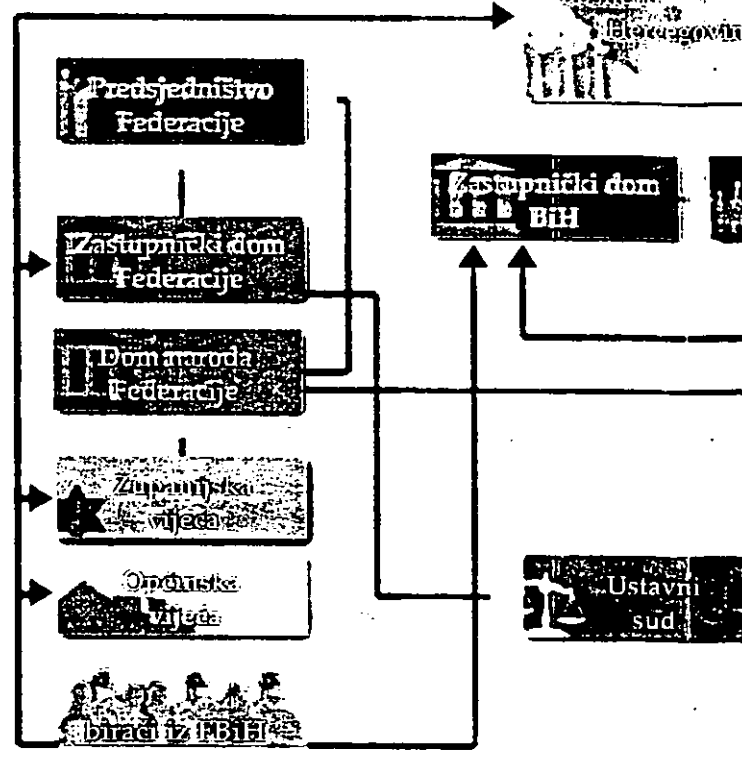 Hercegovin
Predsjedništvo
Federacije
Zastupnički dom
BiH
Zastupnički dom
Federacije
Dom naroda
Federacije
Županijska
vijeća
Općinska
vijeća
Ustavni
sud
birači iz FBiH